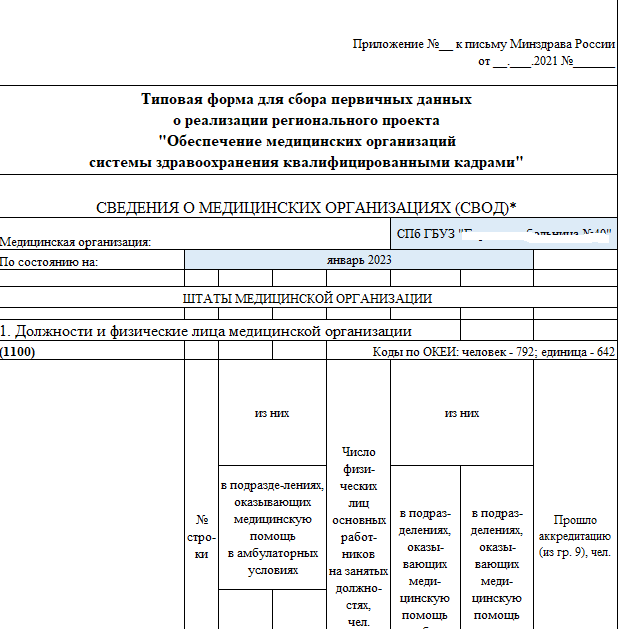 Приложение №__ к письму Минздрава России
от __.___.2021 №______
Типовая форма для сбора первичных данных
о реализации регионального проекта
"Обеспечение медицинских организаций
системы здравоохранения квалифицированными кадрами"
СВЕДЕНИЯ О МЕДИЦИНСКИХ ОРГАНИЗАЦИЯХ (СВОД)*
Медицинская организация:
СПб ГБУЗ
По состоянию на:
январь 2023
ШТАТЫ МЕДИЦИНСКОЙ ОРГАНИЗАЦИИ
1. Должности и физические лица медицинской организации
(1100)
Коды по ОКЕИ: человек - 792; единица - 642
№
стро-
ки
из них
в подразде-лениях,
оказывающих
медицинскую
помощь
в амбулаторных
условиях
Число
физи-
ческих
лиц
основных
работ-
ников
на занятых
должно-
стях,
чел.
из них
в подраз-
делениях,
оказы-
вающих
меди-
цинскую
помощь
в подраз-
делениях,
оказы-
вающих
меди-
цинскую
помощь
Прошло
аккредитацию
(из гр. 9), чел.